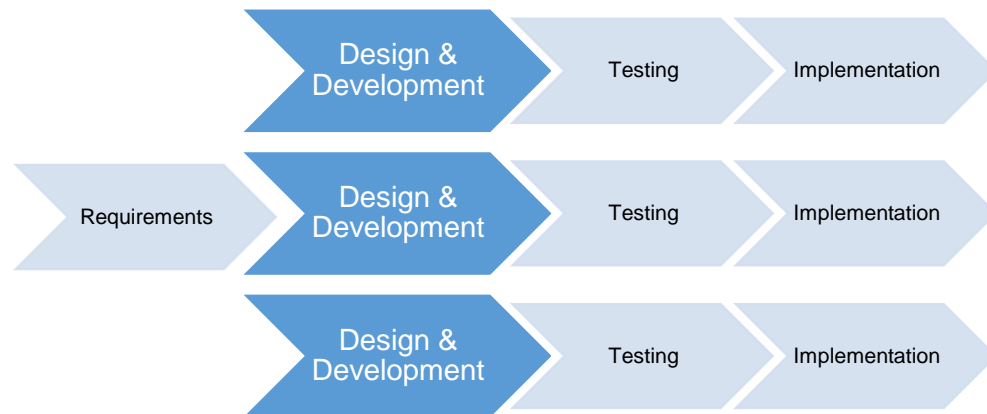 Design &
Development
Testing
Implementation
Requirements
Design &
Development
Testing
Implementation
Design &
Development
Testing
Implementation